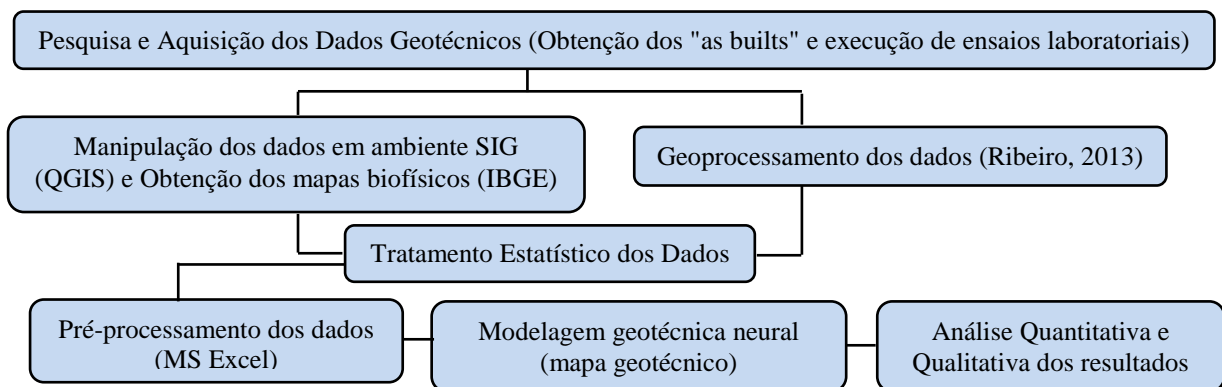 Pesquisa e Aquisição dos Dados Geotécnicos (Obtenção dos "as builts" e execução de ensaios laboratoriais)
Manipulação dos dados em ambiente SIG
(QGIS) e Obtenção dos mapas biofísicos (IBGE)
Geoprocessamento dos dados (Ribeiro, 2013)
Tratamento Estatístico dos Dados
Pré-processamento dos dados
(MS Excel)
Modelagem geotécnica neural
(mapa geotécnico)
Análise Quantitativa e
Qualitativa dos resultados